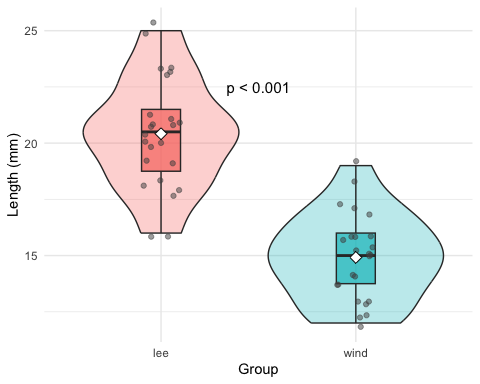 25
p < 0.001
20
15
Length (mm)
lee
wind
Group